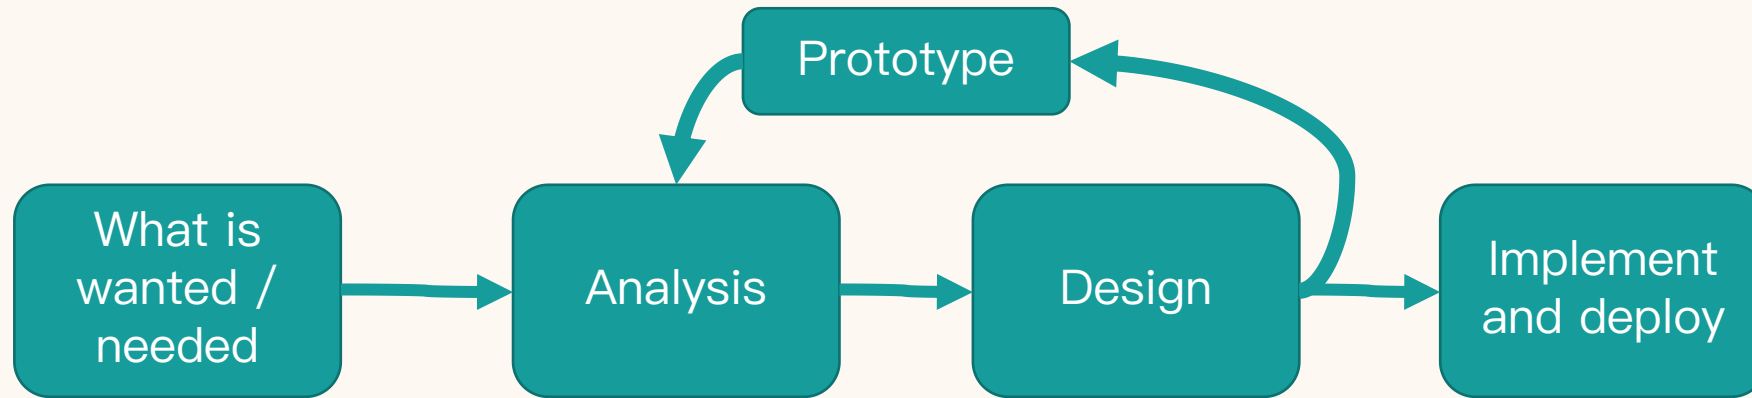 Prototype
What is
wanted /
needed
Analysis
Design
Implement
and deploy